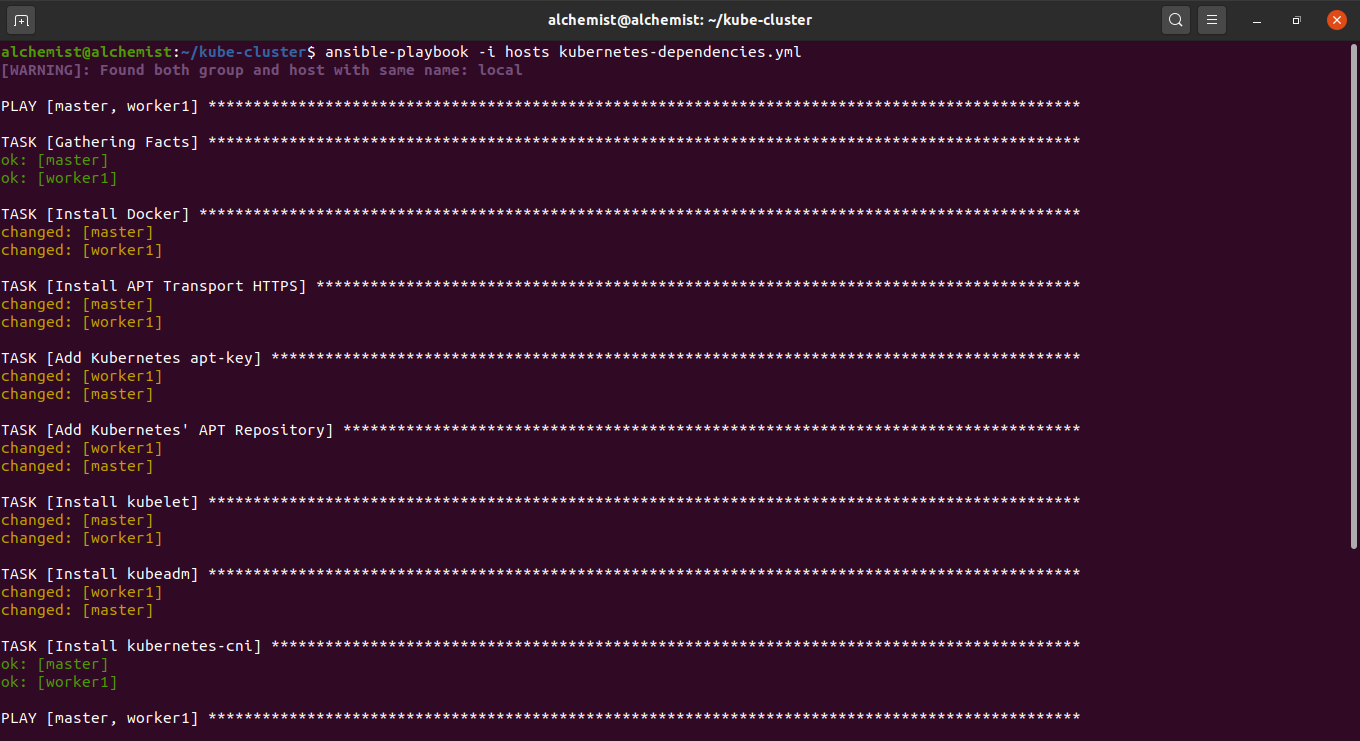 alchemist@alchemist: ~/kube-cluster
alchemist@alchemist:~/kube-cluster$ ansible-playbook -i hosts kubernetes-dependencies.yml
[WARNING]: Found both group and host with same name: local
PLAY [master, worker1] *************************************************************************************************
TASK [Gathering Facts] *************************************************************************************************
ok: [master]
ok: [worker1]
TASK [Install Docker] **************************************************************************************************
changed: [master]
changed: [worker1]
TASK [Install APT Transport HTTPS] *************************************************************************************
changed: [master]
changed: [worker1]
TASK [Add Kubernetes apt-key] ******************************************************************************************
changed: [worker1]
changed: [master]
TASK [Add Kubernetes' APT Repository] **********************************************************************************
changed: [worker1]
changed: [master]
TASK [Install kubelet] *************************************************************************************************
changed: [master]
changed: [worker1]
TASK [Install kubeadm] *************************************************************************************************
changed: [worker1]
changed: [master]
TASK [Install kubernetes-cni] ******************************************************************************************
ok: [master]
ok: [worker1]
PLAY [master, worker1] *************************************************************************************************